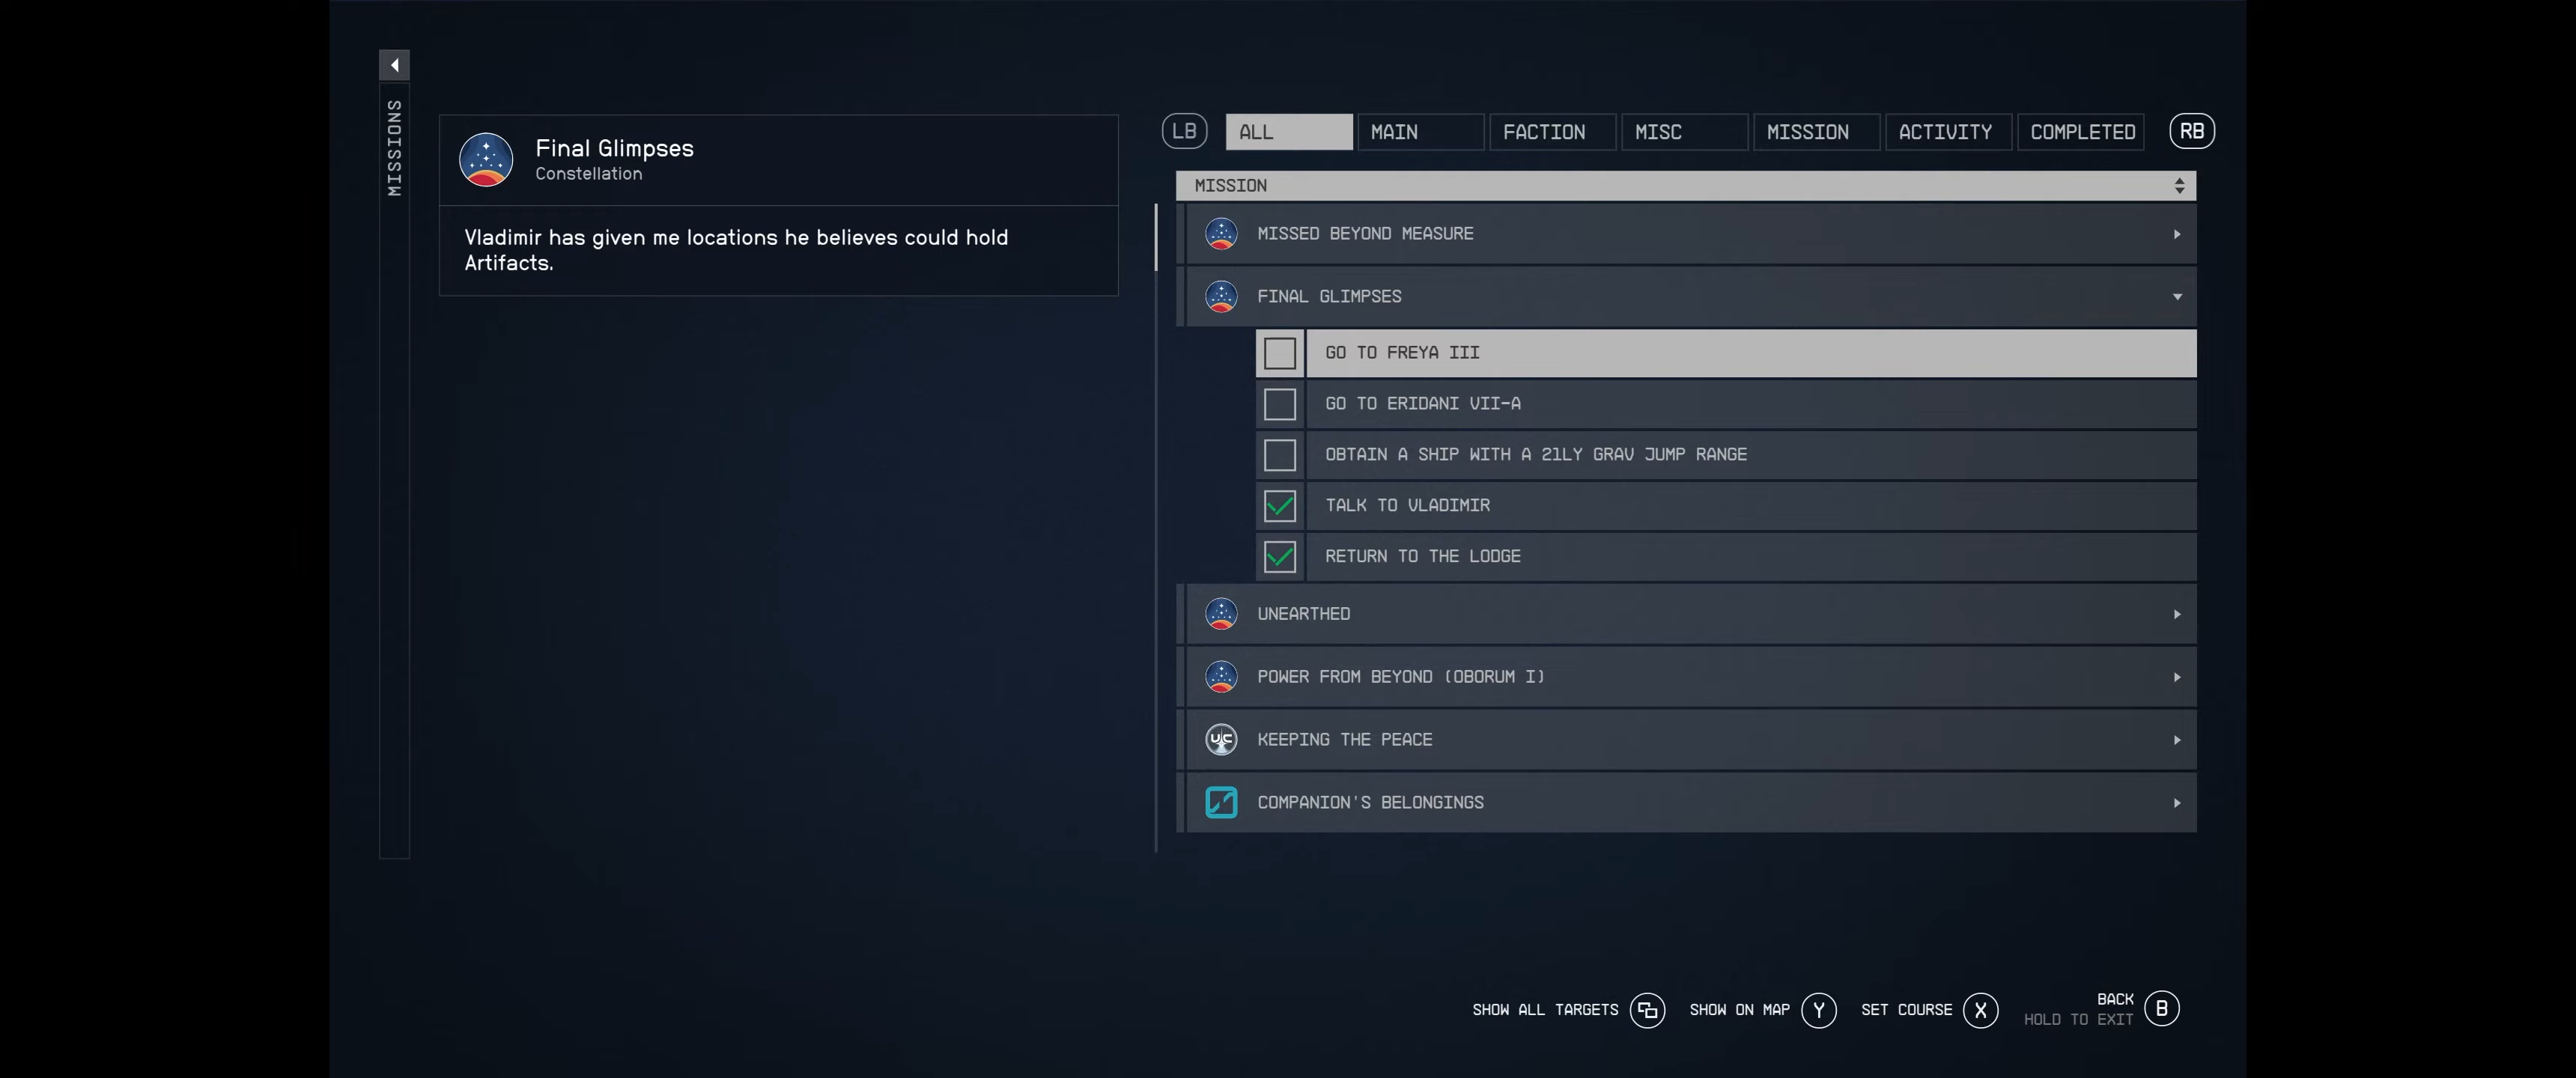 MISSIONS
Final Glimpses
Constellation
Vladimir has given me locations he believes could hold
Artifacts.
LB ALL MAIN FACTION MISC MISSION ACTIVITY COMPLETED RB
MISSION
MISSED BEYOND MEASURE
FINAL GLIMPSES
GO TO FREYA III
GO TO ERIDANI VII-A
OBTAIN A SHIP WITH A 21LY GRAV JUMP RANGE
TALK TO VLADIMIR
RETURN TO THE LODGE
UNEARTHED
POWER FROM BEYOND (OBORUM I)
UC KEEPING THE PEACE
COMPANION'S BELONGINGS
SHOW ALL TARGETS SHOW ON MAP Y SET COURSE X BACK B
HOLD TO EXIT